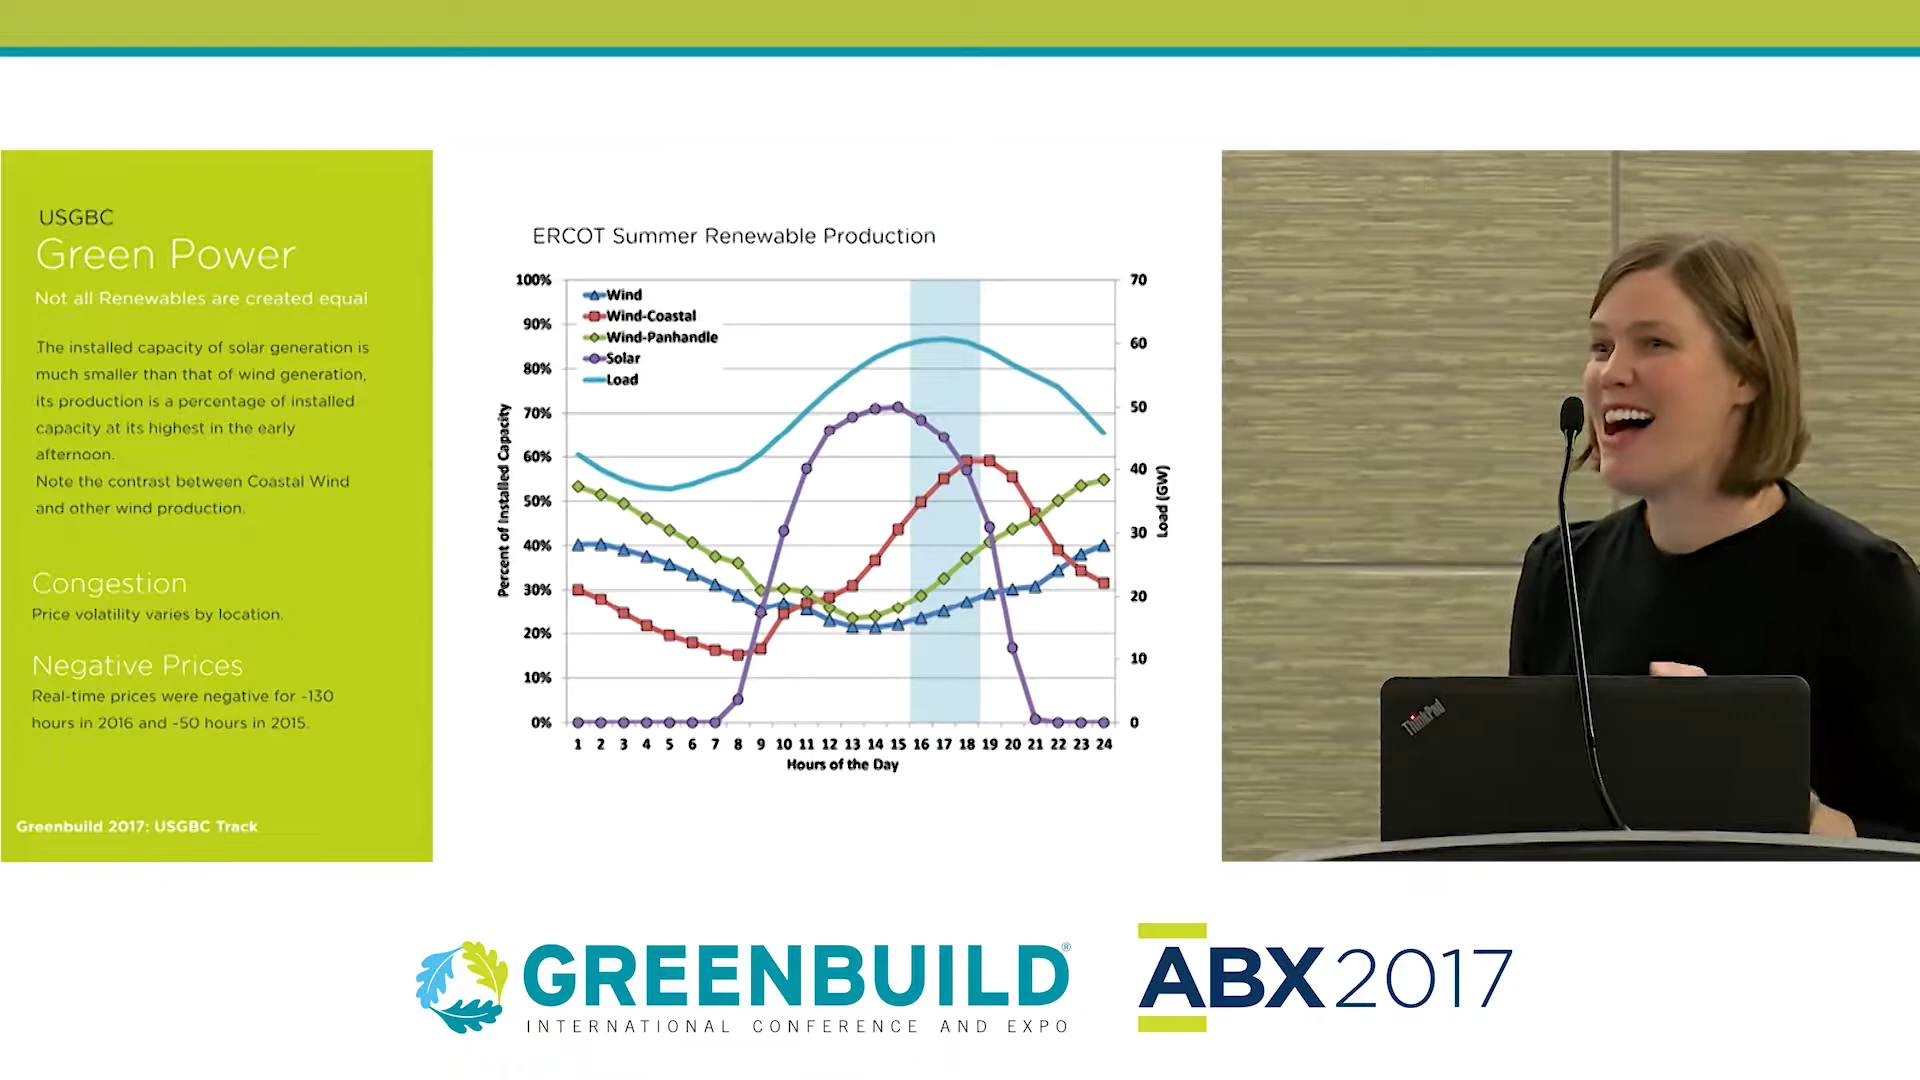 USGBC
Green Power
Not all Renewables are created equal
The installed capacity of solar generation is
much smaller than that of wind generation,
its production is a percentage of installed
capacity at its highest in the early
afternoon.
Note the contrast between Coastal Wind
and other wind production.
Congestion
Price volatility varies by location.
Negative Prices
Real-time prices were negative for ~130
hours in 2016 and ~50 hours in 2015.
Greenbuild 2017: USGBC Track
ERCOT Summer Renewable Production
Wind
Wind-Coastal
Wind-Panhandle
Solar
Load
Percent of Installed Capacity
100%
90%
80%
70%
60%
50%
40%
30%
20%
10%
0%
70
60
50
40
30
20
10
0
Load (GW)
1 2 3 4 5 6 7 8 9 10 11 12 13 14 15 16 17 18 19 20 21 22 23 24
Hours of the Day
ThinkPad
GREENBUILD®
INTERNATIONAL CONFERENCE AND EXPO
ABX2017